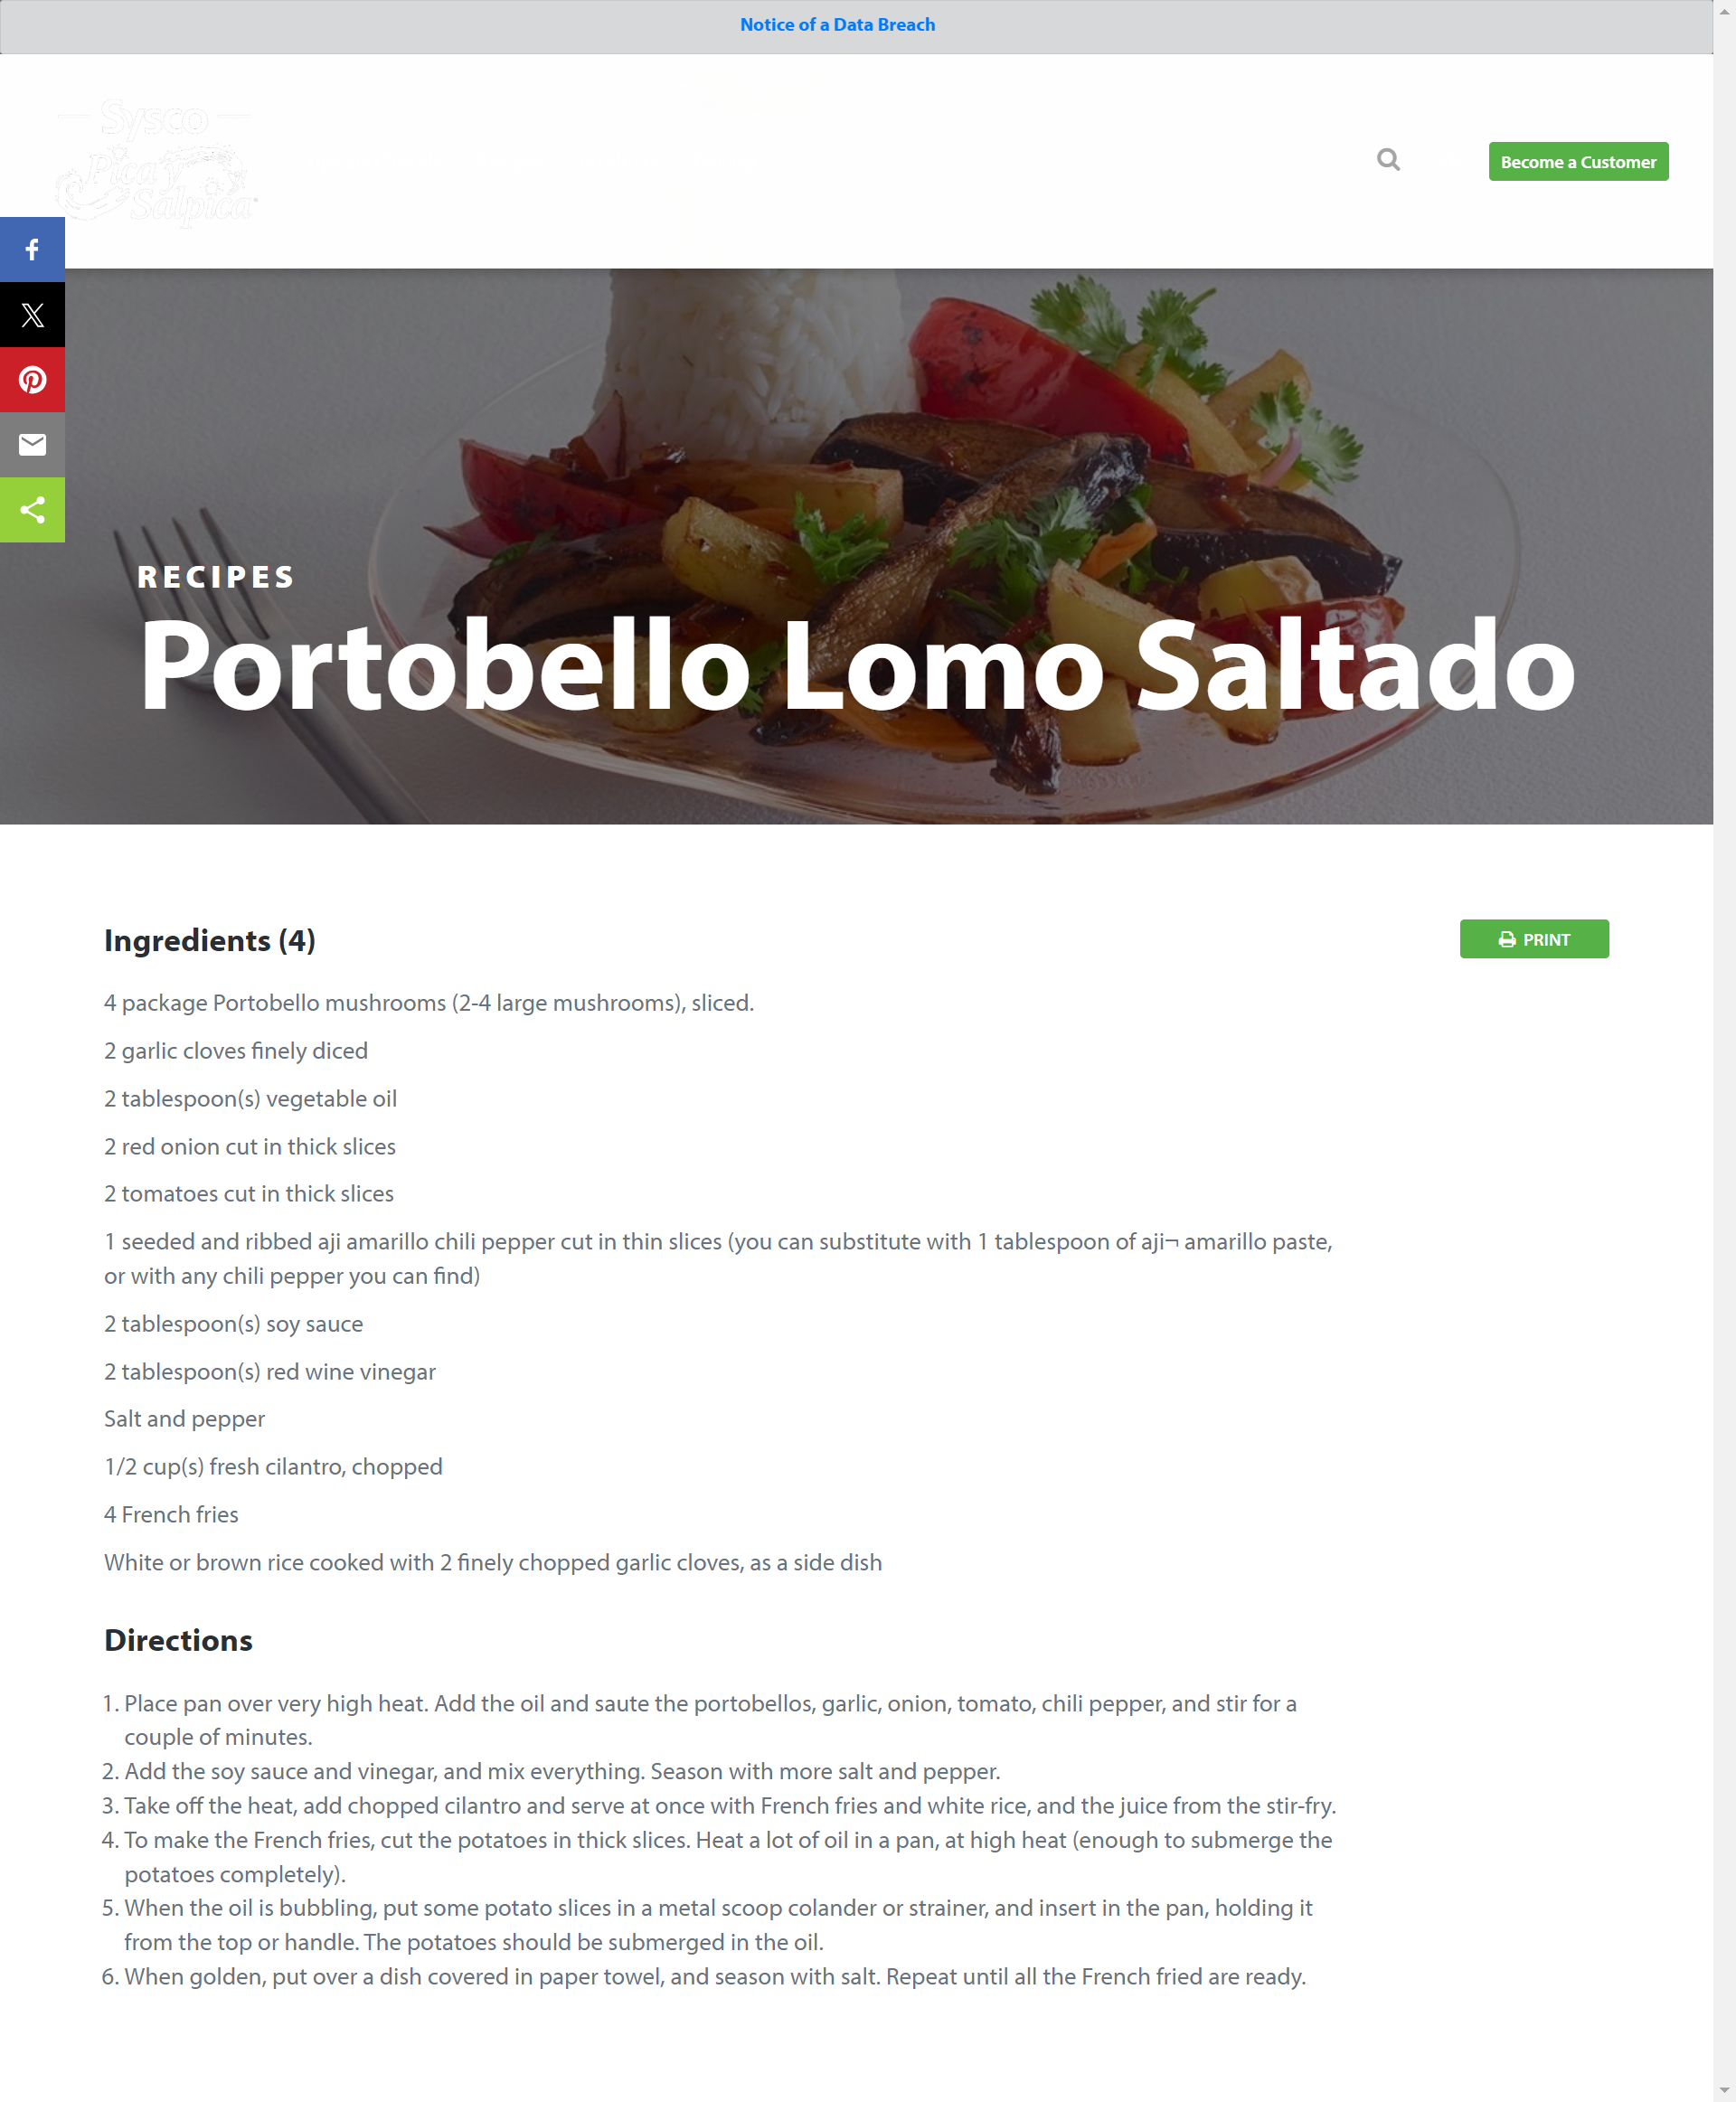 Notice of a Data Breach
Sysco
Pica y
Salpica
Become a Customer
RECIPES
Portobello Lomo Saltado
Ingredients (4)
PRINT
4 package Portobello mushrooms (2-4 large mushrooms), sliced.
2 garlic cloves finely diced
2 tablespoon(s) vegetable oil
2 red onion cut in thick slices
2 tomatoes cut in thick slices
1 seeded and ribbed aji amarillo chili pepper cut in thin slices (you can substitute with 1 tablespoon of aji¬ amarillo paste,
or with any chili pepper you can find)
2 tablespoon(s) soy sauce
2 tablespoon(s) red wine vinegar
Salt and pepper
1/2 cup(s) fresh cilantro, chopped
4 French fries
White or brown rice cooked with 2 finely chopped garlic cloves, as a side dish
Directions
1. Place pan over very high heat. Add the oil and saute the portobellos, garlic, onion, tomato, chili pepper, and stir for a
couple of minutes.
2. Add the soy sauce and vinegar, and mix everything. Season with more salt and pepper.
3. Take off the heat, add chopped cilantro and serve at once with French fries and white rice, and the juice from the stir-fry.
4. To make the French fries, cut the potatoes in thick slices. Heat a lot of oil in a pan, at high heat (enough to submerge the
potatoes completely).
5. When the oil is bubbling, put some potato slices in a metal scoop colander or strainer, and insert in the pan, holding it
from the top or handle. The potatoes should be submerged in the oil.
6. When golden, put over a dish covered in paper towel, and season with salt. Repeat until all the French fried are ready.